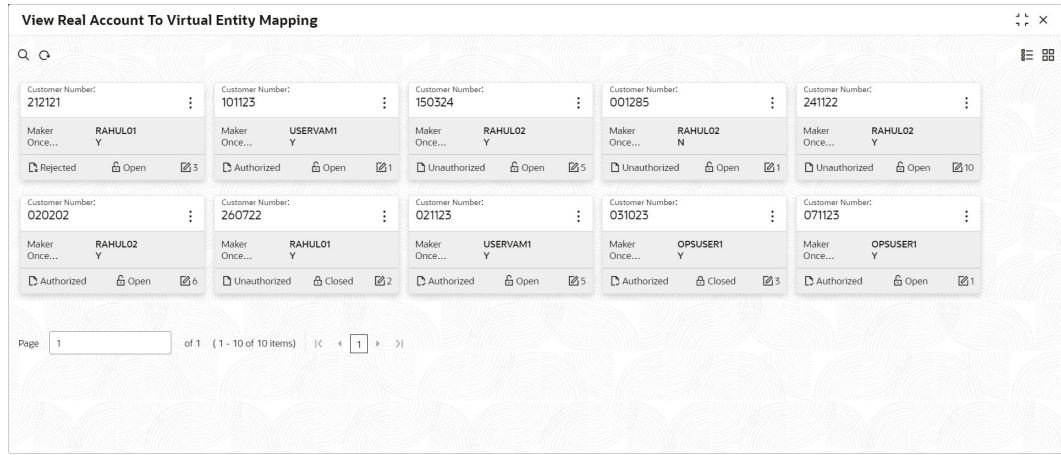 View Real Account To Virtual Entity Mapping
Customer Number:
212121
Maker RAHUL01
Once... Y
Rejected Open 3
Customer Number:
101123
Maker USERVAM1
Once... Y
Authorized Open 1
Customer Number:
150324
Maker RAHUL02
Once... Y
Unauthorized Open 5
Customer Number:
001285
Maker RAHUL02
Once... N
Unauthorized Open 1
Customer Number:
241122
Maker RAHUL02
Once... Y
Unauthorized Open 10
Customer Number:
020202
Maker RAHUL02
Once... Y
Authorized Open 6
Customer Number:
260722
Maker RAHUL01
Once... Y
Unauthorized Closed 2
Customer Number:
021123
Maker USERVAM1
Once... Y
Authorized Open 5
Customer Number:
031023
Maker OPSUSER1
Once... Y
Authorized Closed 3
Customer Number:
071123
Maker OPSUSER1
Once... Y
Authorized Open 1
Page 1 of 1 (1 - 10 of 10 items) 1